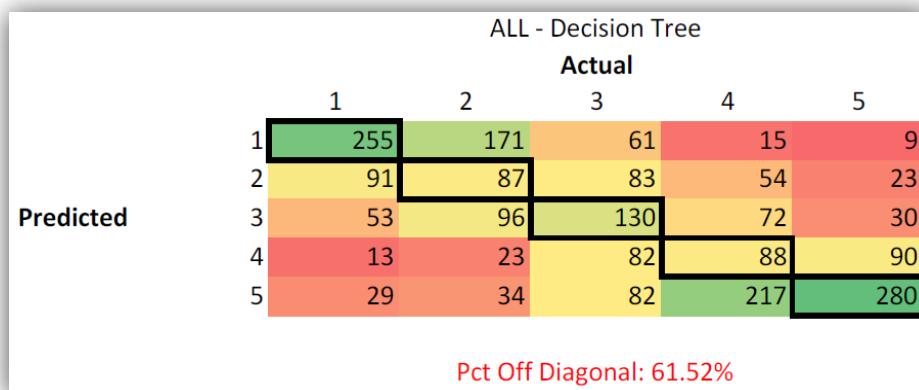 ALL - Decision Tree
Actual
1 2 3 4 5
1 255 171 61 15 9
2 91 87 83 54 23
Predicted 3 53 96 130 72 30
4 13 23 82 88 90
5 29 34 82 217 280
Pct Off Diagonal: 61.52%